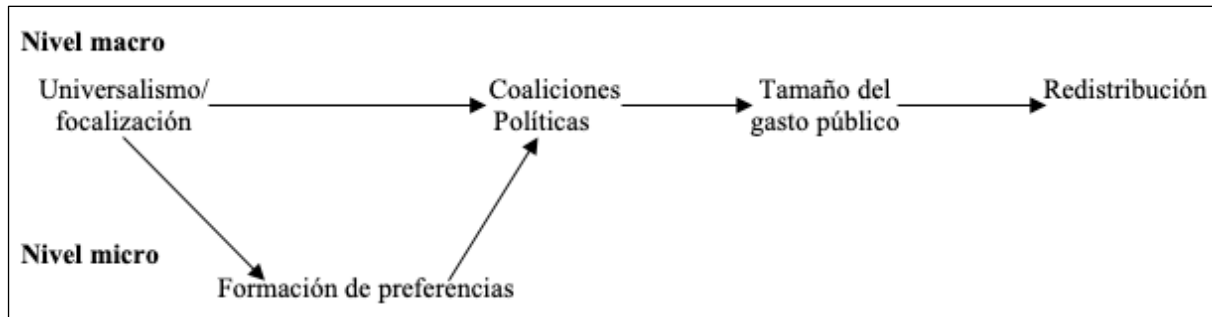 Nivel macro
Universalismo/
focalización
Coaliciones
Políticas
Tamaño del
gasto público
Redistribución
Nivel micro
Formación de preferencias